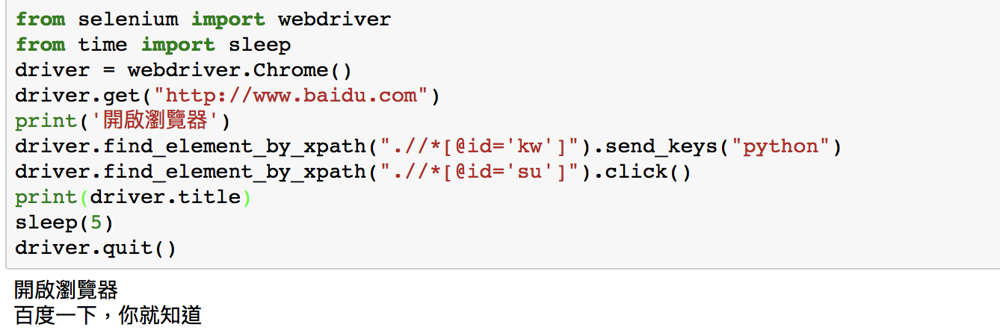 from selenium import webdriver
from time import sleep
driver = webdriver.Chrome()
driver.get("http://www.baidu.com")
print('開啟瀏覽器')
driver.find_element_by_xpath(".//*[@id='kw']").send_keys("python")
driver.find_element_by_xpath(".//*[@id='su']").click()
print(driver.title)
sleep(5)
driver.quit()
開啟瀏覽器
百度一下，你就知道